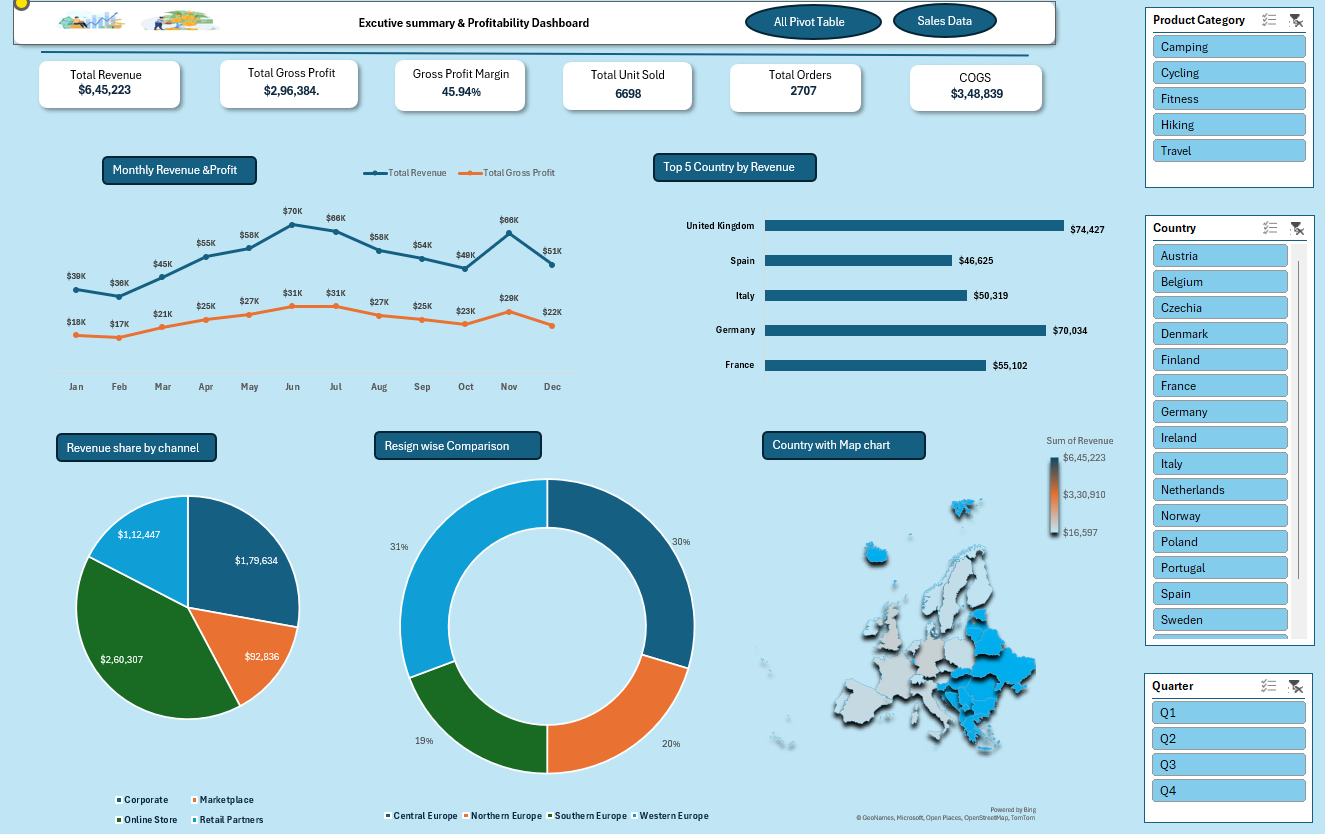 Excutive summary & Profitability Dashboard
All Pivot Table
Sales Data
Total Revenue
$6,45,223
Total Gross Profit
$2,96,384.
Gross Profit Margin
45.94%
Total Unit Sold
6698
Total Orders
2707
COGS
$3,48,839
Monthly Revenue &Profit
Total Revenue
Total Gross Profit
$39K
$36K
$45K
$55K
$58K
$70K
$66K
$58K
$54K
$49K
$66K
$51K
$18K
$17K
$21K
$25K
$27K
$31K
$31K
$27K
$25K
$23K
$29K
$22K
Jan Feb Mar Apr May Jun Jul Aug Sep Oct Nov Dec
Top 5 Country by Revenue
United Kingdom $74,427
Spain $46,625
Italy $50,319
Germany $70,034
France $55,102
Revenue share by channel
$1,12,447
$1,79,634
$2,60,307
$92,836
Corporate
Marketplace
Online Store
Retail Partners
Resign wise Comparison
31%
30%
19%
20%
Central Europe Northern Europe Southern Europe Western Europe
Country with Map chart
Sum of Revenue
$6,45,223
$3,30,910
$16,597
Powered by Bing
© GeoNames, Microsoft, Open Places, OpenStreetMap, TomTom
Product Category
Camping
Cycling
Fitness
Hiking
Travel
Country
Austria
Belgium
Czechia
Denmark
Finland
France
Germany
Ireland
Italy
Netherlands
Norway
Poland
Portugal
Spain
Sweden
Quarter
Q1
Q2
Q3
Q4